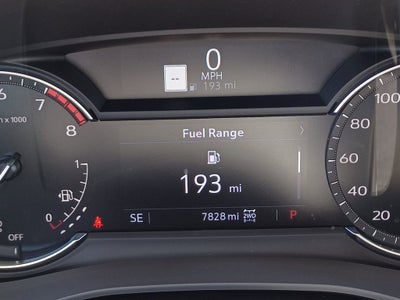 0
MPH
--
193 mi
6
7
8
x 1000
Fuel Range
193 mi
1
0
OFF
SE
7828 mi
2WD
P
100
80
60
40
20